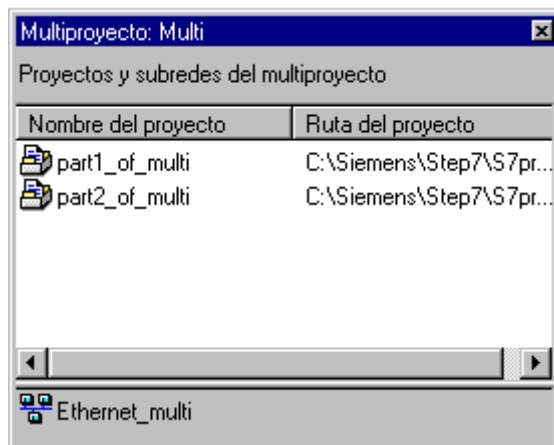 Multiproyecto: Multi
Proyectos y subredes del multiproyecto
Nombre del proyecto Ruta del proyecto
part1_of_multi C:\Siemens\Step7\S7pr...
part2_of_multi C:\Siemens\Step7\S7pr...
Ethernet_multi